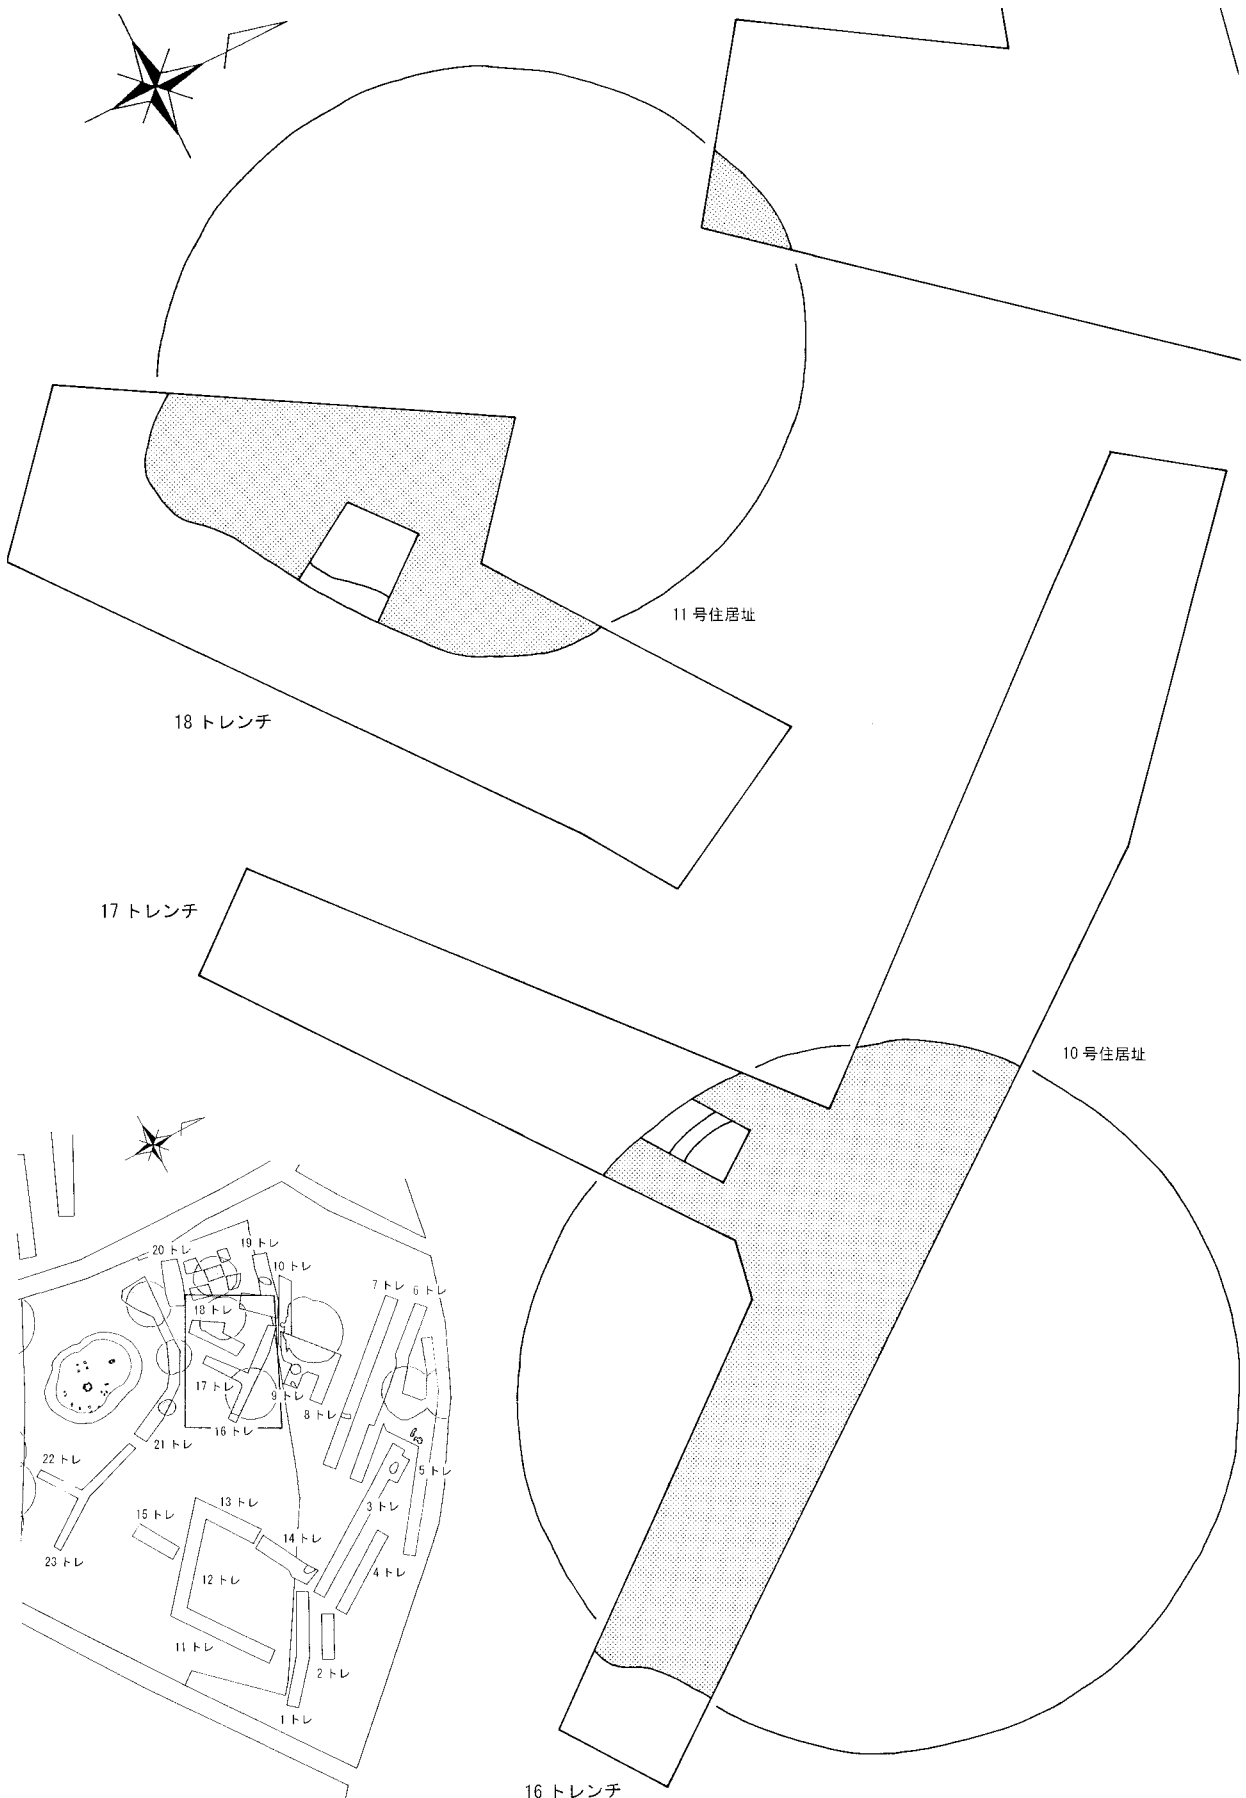 11 号住居址
18 トレンチ
17 トレンチ
10 号住居址
16 トレンチ
20 トレ
19 トレ
10 トレ
7 トレ
6 トレ
18 トレ
17 トレ
9 トレ
8 トレ
16 トレ
21 トレ
22 トレ
5 トレ
3 トレ
13 トレ
15 トレ
14 トレ
23 トレ
4 トレ
12 トレ
11 トレ
2 トレ
1 トレ